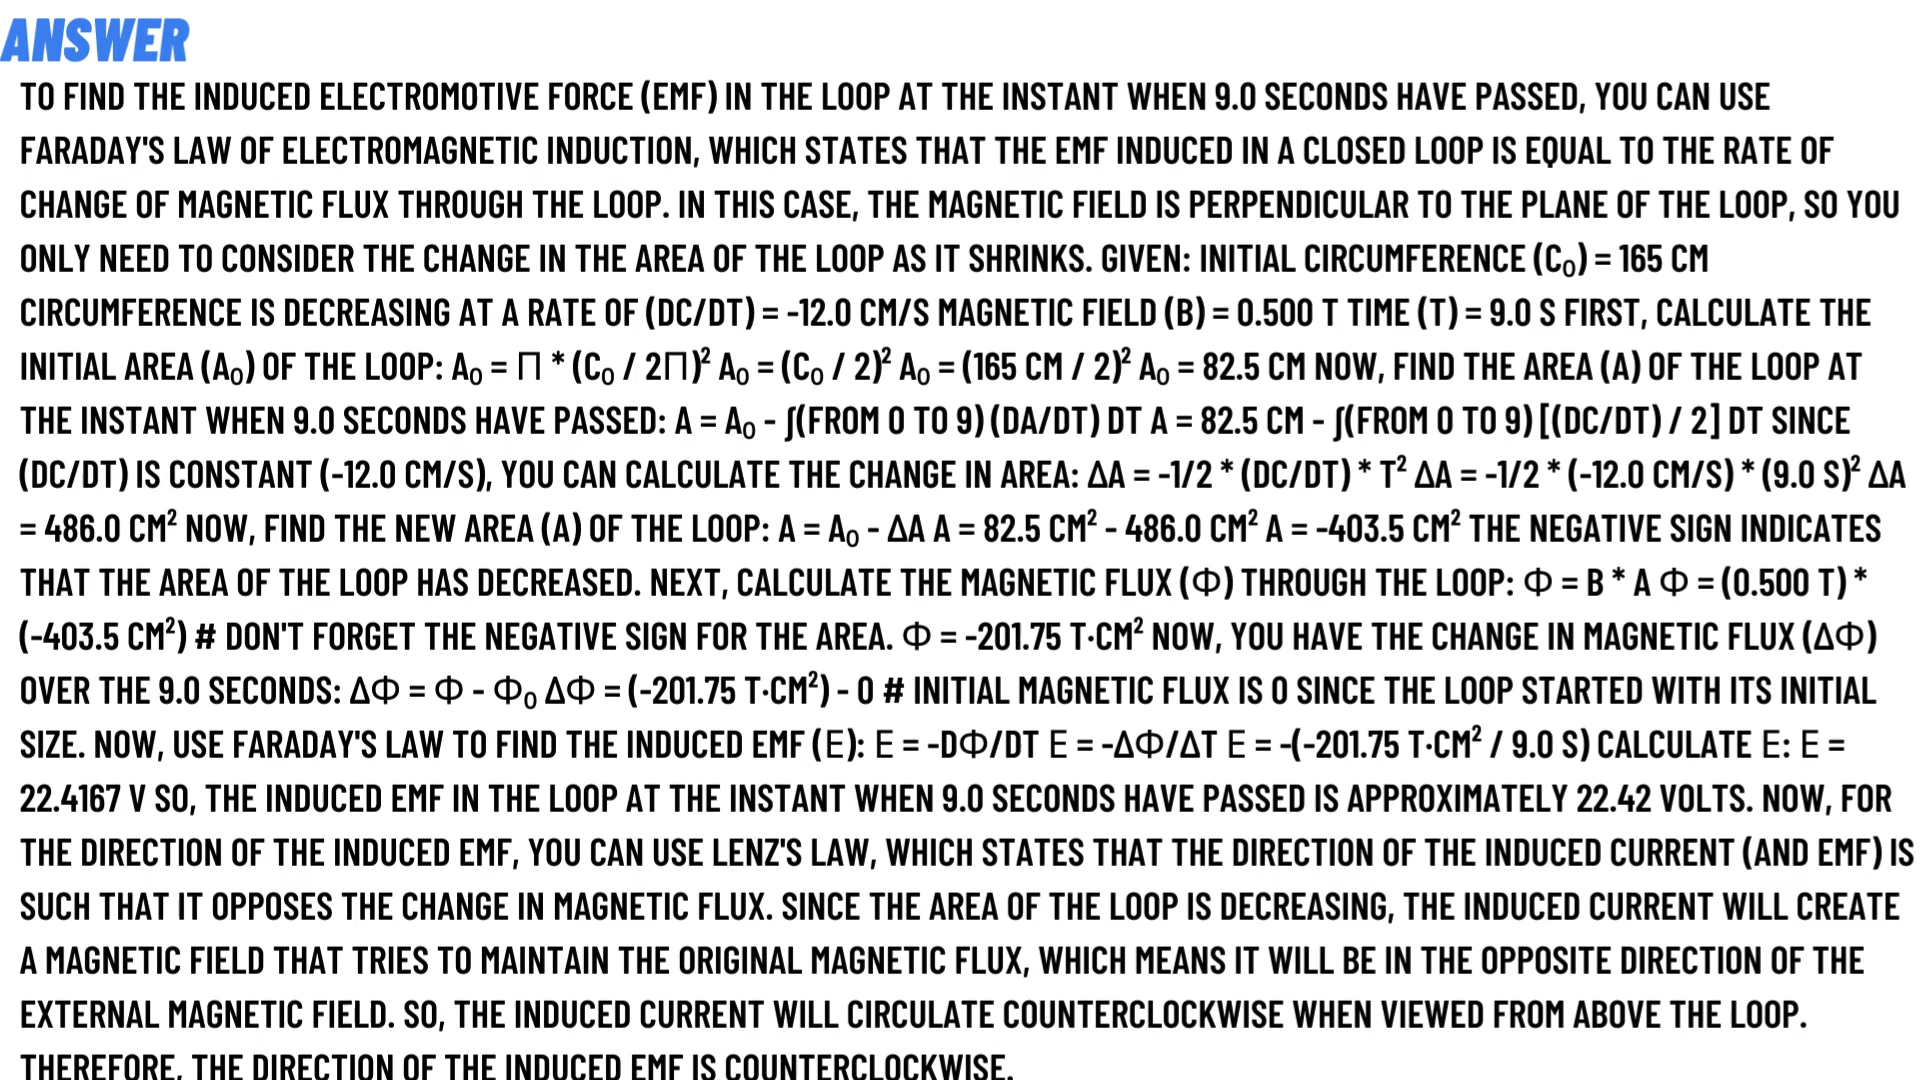 ANSWER
TO FIND THE INDUCED ELECTROMOTIVE FORCE (EMF) IN THE LOOP AT THE INSTANT WHEN 9.0 SECONDS HAVE PASSED, YOU CAN USE
FARADAY'S LAW OF ELECTROMAGNETIC INDUCTION, WHICH STATES THAT THE EMF INDUCED IN A CLOSED LOOP IS EQUAL TO THE RATE OF
CHANGE OF MAGNETIC FLUX THROUGH THE LOOP. IN THIS CASE, THE MAGNETIC FIELD IS PERPENDICULAR TO THE PLANE OF THE LOOP, SO YOU
ONLY NEED TO CONSIDER THE CHANGE IN THE AREA OF THE LOOP AS IT SHRINKS. GIVEN: INITIAL CIRCUMFERENCE (C₀) = 165 CM
CIRCUMFERENCE IS DECREASING AT A RATE OF (DC/DT) = -12.0 CM/S MAGNETIC FIELD (B) = 0.500 T TIME (T) = 9.0 S FIRST, CALCULATE THE
INITIAL AREA (A₀) OF THE LOOP: A₀ = Π * (C₀ / 2Π)² A₀ = (C₀ / 2)² A₀ = (165 CM / 2)² A₀ = 82.5 CM NOW, FIND THE AREA (A) OF THE LOOP AT
THE INSTANT WHEN 9.0 SECONDS HAVE PASSED: A = A₀ - ∫(FROM 0 TO 9) (DA/DT) DT A = 82.5 CM - ∫(FROM 0 TO 9) [(DC/DT) / 2] DT SINCE
(DC/DT) IS CONSTANT (-12.0 CM/S), YOU CAN CALCULATE THE CHANGE IN AREA: ΔA = -1/2 * (DC/DT) * T² ΔA = -1/2 * (-12.0 CM/S) * (9.0 S)² ΔA
= 486.0 CM² NOW, FIND THE NEW AREA (A) OF THE LOOP: A = A₀ - ΔA A = 82.5 CM² - 486.0 CM² A = -403.5 CM² THE NEGATIVE SIGN INDICATES
THAT THE AREA OF THE LOOP HAS DECREASED. NEXT, CALCULATE THE MAGNETIC FLUX (Φ) THROUGH THE LOOP: Φ = B * A Φ = (0.500 T) *
(-403.5 CM²) # DON'T FORGET THE NEGATIVE SIGN FOR THE AREA. Φ = -201.75 T·CM² NOW, YOU HAVE THE CHANGE IN MAGNETIC FLUX (ΔΦ)
OVER THE 9.0 SECONDS: ΔΦ = Φ - Φ₀ ΔΦ = (-201.75 T·CM²) - 0 # INITIAL MAGNETIC FLUX IS 0 SINCE THE LOOP STARTED WITH ITS INITIAL
SIZE. NOW, USE FARADAY'S LAW TO FIND THE INDUCED EMF (Ε): Ε = -DΦ/DT Ε = -ΔΦ/ΔT Ε = -(-201.75 T·CM² / 9.0 S) CALCULATE Ε: Ε =
22.4167 V SO, THE INDUCED EMF IN THE LOOP AT THE INSTANT WHEN 9.0 SECONDS HAVE PASSED IS APPROXIMATELY 22.42 VOLTS. NOW, FOR
THE DIRECTION OF THE INDUCED EMF, YOU CAN USE LENZ'S LAW, WHICH STATES THAT THE DIRECTION OF THE INDUCED CURRENT (AND EMF) IS
SUCH THAT IT OPPOSES THE CHANGE IN MAGNETIC FLUX. SINCE THE AREA OF THE LOOP IS DECREASING, THE INDUCED CURRENT WILL CREATE
A MAGNETIC FIELD THAT TRIES TO MAINTAIN THE ORIGINAL MAGNETIC FLUX, WHICH MEANS IT WILL BE IN THE OPPOSITE DIRECTION OF THE
EXTERNAL MAGNETIC FIELD. SO, THE INDUCED CURRENT WILL CIRCULATE COUNTERCLOCKWISE WHEN VIEWED FROM ABOVE THE LOOP.
THEREFORE, THE DIRECTION OF THE INDUCED EMF IS COUNTERCLOCKWISE.